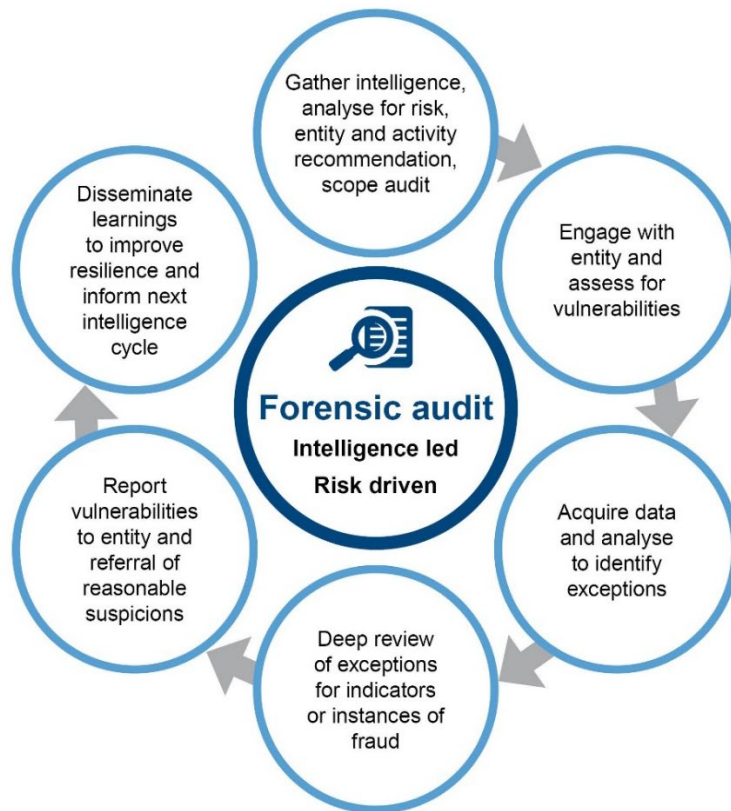 Gather intelligence,
analyse for risk,
entity and activity
recommendation,
scope audit
Engage with
entity and
assess for
vulnerabilities
Acquire data
and analyse
to identify
exceptions
Deep review
of exceptions
for indicators
or instances of
fraud
Report
vulnerabilities
to entity and
referral of
reasonable
suspicions
Disseminate
learnings
to improve
resilience and
inform next
intelligence
cycle
Forensic audit
Intelligence led
Risk driven